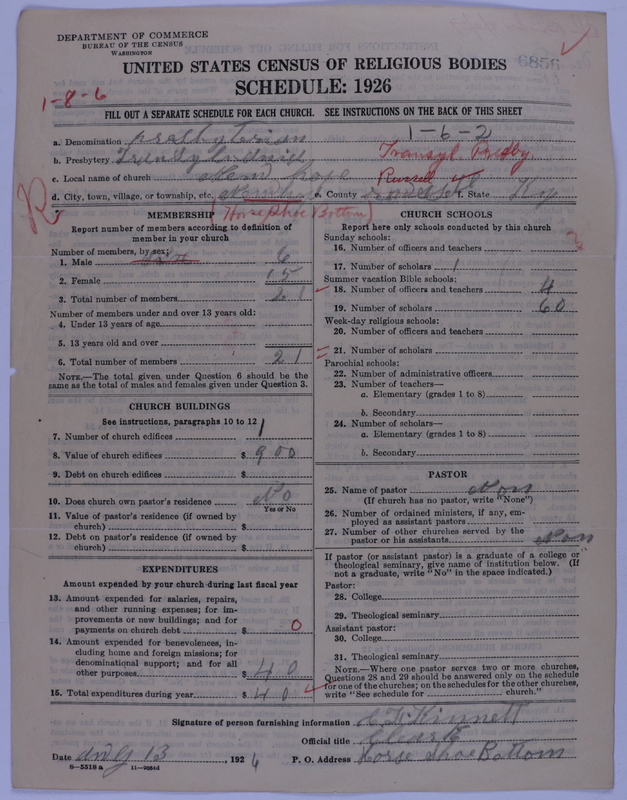 DEPARTMENT OF COMMERCE
BUREAU OF THE CENSUS
WASHINGTON
UNITED STATES CENSUS OF RELIGIOUS BODIES
SCHEDULE: 1926
1-8-6
FILL OUT A SEPARATE SCHEDULE FOR EACH CHURCH. SEE INSTRUCTIONS ON THE BACK OF THIS SHEET
1-6-2
a. Denomination
b. Presbytery Transyl. Presby.
c. Local name of church New hope Russell
d. City, town, village, or township, etc. e. County f. State Ky
R
Horse Shoe Bottom
MEMBERSHIP
Report number of members according to definition of
member in your church
Number of members, by sex:
1. Male 6
2. Female 15
3. Total number of members 21
Number of members under and over 13 years old:
4. Under 13 years of age
5. 13 years old and over
6. Total number of members 21
NOTE.—The total given under Question 6 should be the
same as the total of males and females given under Question 3.
CHURCH BUILDINGS
See instructions, paragraphs 10 to 12
7. Number of church edifices 1
8. Value of church edifices $ 900
9. Debt on church edifices $
10. Does church own pastor's residence No
Yes or No
11. Value of pastor's residence (if owned by
church) $
12. Debt on pastor's residence (if owned by
church) $
EXPENDITURES
Amount expended by your church during last fiscal year
13. Amount expended for salaries, repairs,
and other running expenses; for im-
provements or new buildings; and for
payments on church debt $ 0
14. Amount expended for benevolences, in-
cluding home and foreign missions; for
denominational support; and for all
other purposes $ 40
15. Total expenditures during year $ 40
CHURCH SCHOOLS
Report here only schools conducted by this church
Sunday schools:
16. Number of officers and teachers
17. Number of scholars 1
Summer vacation Bible schools:
18. Number of officers and teachers 4
19. Number of scholars 60
Week-day religious schools:
20. Number of officers and teachers
21. Number of scholars
Parochial schools:
22. Number of administrative officers
23. Number of teachers—
a. Elementary (grades 1 to 8)
b. Secondary
24. Number of scholars—
a. Elementary (grades 1 to 8)
b. Secondary
PASTOR
25. Name of pastor Non
(If church has no pastor, write "None")
26. Number of ordained ministers, if any, em-
ployed as assistant pastors
27. Number of other churches served by the
pastor or his assistants Non
If pastor (or assistant pastor) is a graduate of a college or
theological seminary, give name of institution below. (If
not a graduate, write "No" in the space indicated.)
Pastor:
28. College
29. Theological seminary
Assistant pastor:
30. College
31. Theological seminary
NOTE.—Where one pastor serves two or more churches,
Questions 28 and 29 should be answered only on the schedule
for one of the churches; on the schedules for the other churches,
write "See schedule for church."
Signature of person furnishing information
Official title Cleark
Date 13, 1926 P. O. Address Horse Shoe Bottom
8-5518 a